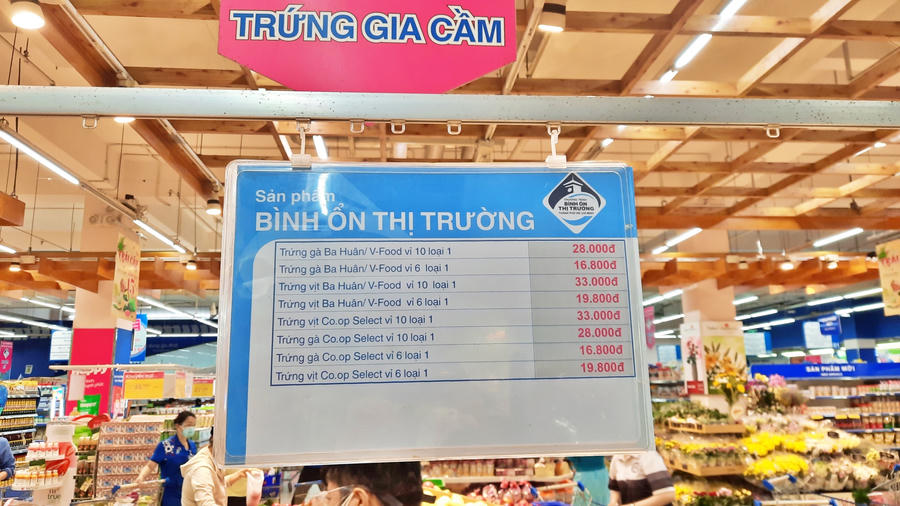 TRỨNG GIA CẦM
Sản phẩm
BÌNH ỔN THỊ TRƯỜNG
BÌNH ỔN
THỊ TRƯỜNG
Trứng gà Ba Huân/ V-Food vỉ 10 loại 1 28.000đ
Trứng gà Ba Huân/ V-Food vỉ 6 loại 1 16.800đ
Trứng vịt Ba Huân/ V-Food vỉ 10 loại 1 33.000đ
Trứng vịt Ba Huân/ V-Food vỉ 6 loại 1 19.800đ
Trứng vịt Co.op Select vỉ 10 loại 1 33.000đ
Trứng gà Co.op Select vỉ 10 loại 1 28.000đ
Trứng gà Co.op Select vỉ 6 loại 1 16.800đ
Trứng vịt Co.op Select vỉ 6 loại 1 19.800đ
SẢN PHẨM MỚI